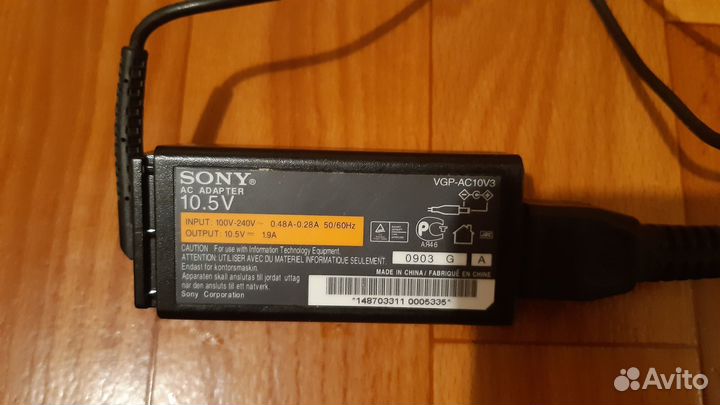 SONY®
AC ADAPTER
10.5V
VGP-AC10V3
INPUT: 100V-240V~ 0.48A-0.28A 50/60Hz
OUTPUT: 10.5V 1.9A
CAUTION: For use with Information Technology Equipment.
ATTENTION: UTILISER AVEC DU MATERIEL INFORMATIQUE SEULEMENT.
Endast för kontorsmaskin.
Apparaten skall anslutas till jordat uttag
när den ansluts till ett nätverk.
Sony Corporation
АЯ46
0903 G A
MADE IN CHINA / FABRIQUÉ EN CHINE
"148703311 0005335"
Avito